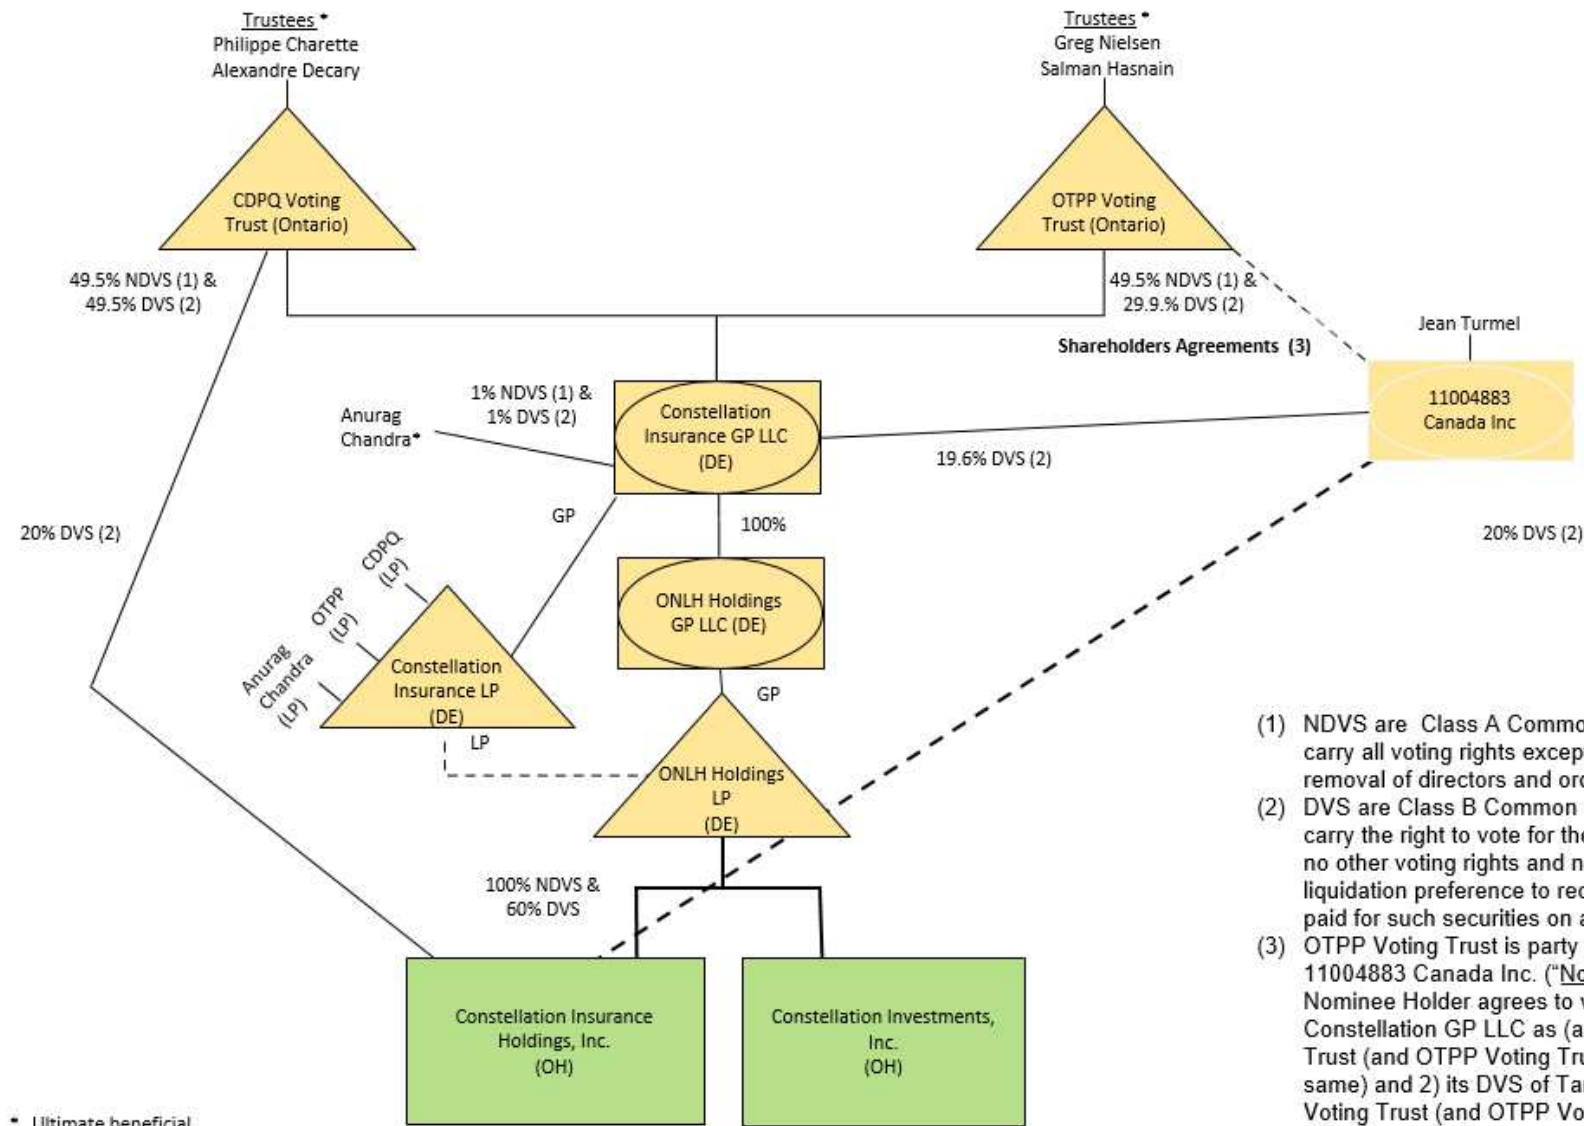 Trustees *
Philippe Charette
Alexandre Decary
Trustees *
Greg Nielsen
Salman Hasnain
CDPQ Voting
Trust (Ontario)
OTPP Voting
Trust (Ontario)
49.5% NDVS (1) &
49.5% DVS (2)
49.5% NDVS (1) &
29.9.% DVS (2)
Shareholders Agreements (3)
Jean Turmel
11004883
Canada Inc
1% NDVS (1) &
1% DVS (2)
Anurag
Chandra*
Constellation
Insurance GP LLC
(DE)
19.6% DVS (2)
20% DVS (2)
GP
100%
20% DVS (2)
CDPQ
(LP)
OTPP
(LP)
Anurag
Chandra
(LP)
ONLH Holdings
GP LLC (DE)
Constellation
Insurance LP
(DE)
LP
GP
ONLH Holdings
LP
(DE)
100% NDVS &
60% DVS
Constellation Insurance
Holdings, Inc.
(OH)
Constellation Investments,
Inc.
(OH)
(1) NDVS are Class A Commo
carry all voting rights excep
removal of directors and ord
(2) DVS are Class B Common
carry the right to vote for the
no other voting rights and n
liquidation preference to rec
paid for such securities on a
(3) OTPP Voting Trust is party
11004883 Canada Inc. ("No
Nominee Holder agrees to v
Constellation GP LLC as (a
Trust (and OTPP Voting Tru
same) and 2) its DVS of Tar
Voting Trust (and OTPP Vo
* Ultimate beneficial